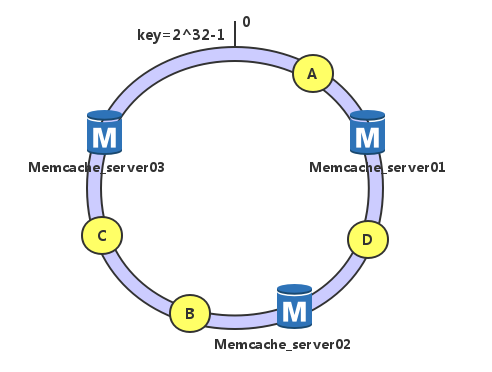 0
key=2^32-1
A
M
M
Memcache_server03
Memcache_server01
C
D
B
M
Memcache_server02